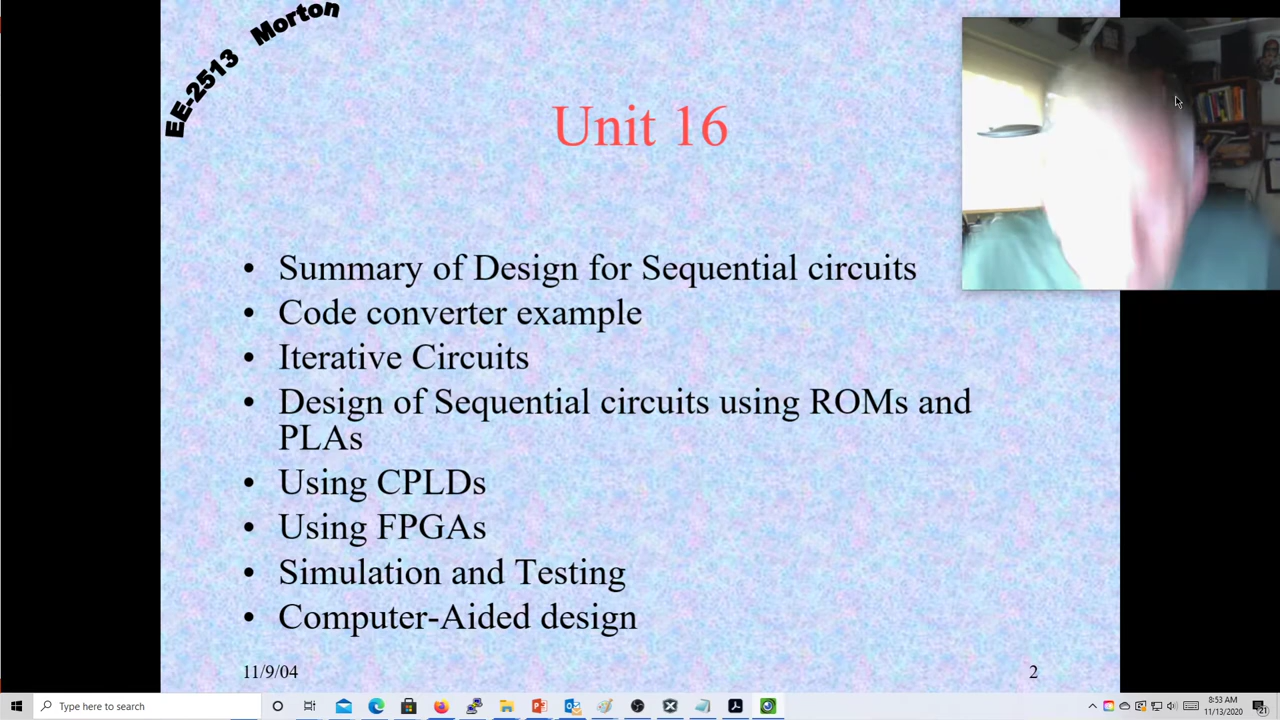 EE-2513 Morton
Unit 16
• Summary of Design for Sequential circuits
• Code converter example
• Iterative Circuits
• Design of Sequential circuits using ROMs and
PLAs
• Using CPLDs
• Using FPGAs
• Simulation and Testing
• Computer-Aided design
11/9/04
2
Type here to search
8:53 AM
11/13/2020
21